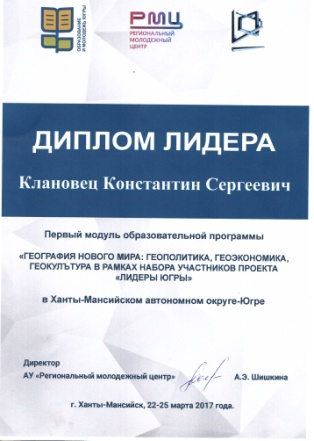 ОБРАЗОВАНИЕ
И МОЛОДЕЖЬ ЮГРЫ
РМЦ
РЕГИОНАЛЬНЫЙ
МОЛОДЕЖНЫЙ
ЦЕНТР
ДИПЛОМ ЛИДЕРА
Клановец Константин Сергеевич
Первый модуль образовательной программы
«ГЕОГРАФИЯ НОВОГО МИРА: ГЕОПОЛИТИКА, ГЕОЭКОНОМИКА,
ГЕОКУЛЬТУРА В РАМКАХ НАБОРА УЧАСТНИКОВ ПРОЕКТА
«ЛИДЕРЫ ЮГРЫ»
в Ханты-Мансийском автономном округе-Югре
Директор
АУ «Региональный молодежный центр» А.Э. Шишкина
г. Ханты-Мансийск, 22-25 марта 2017 года.